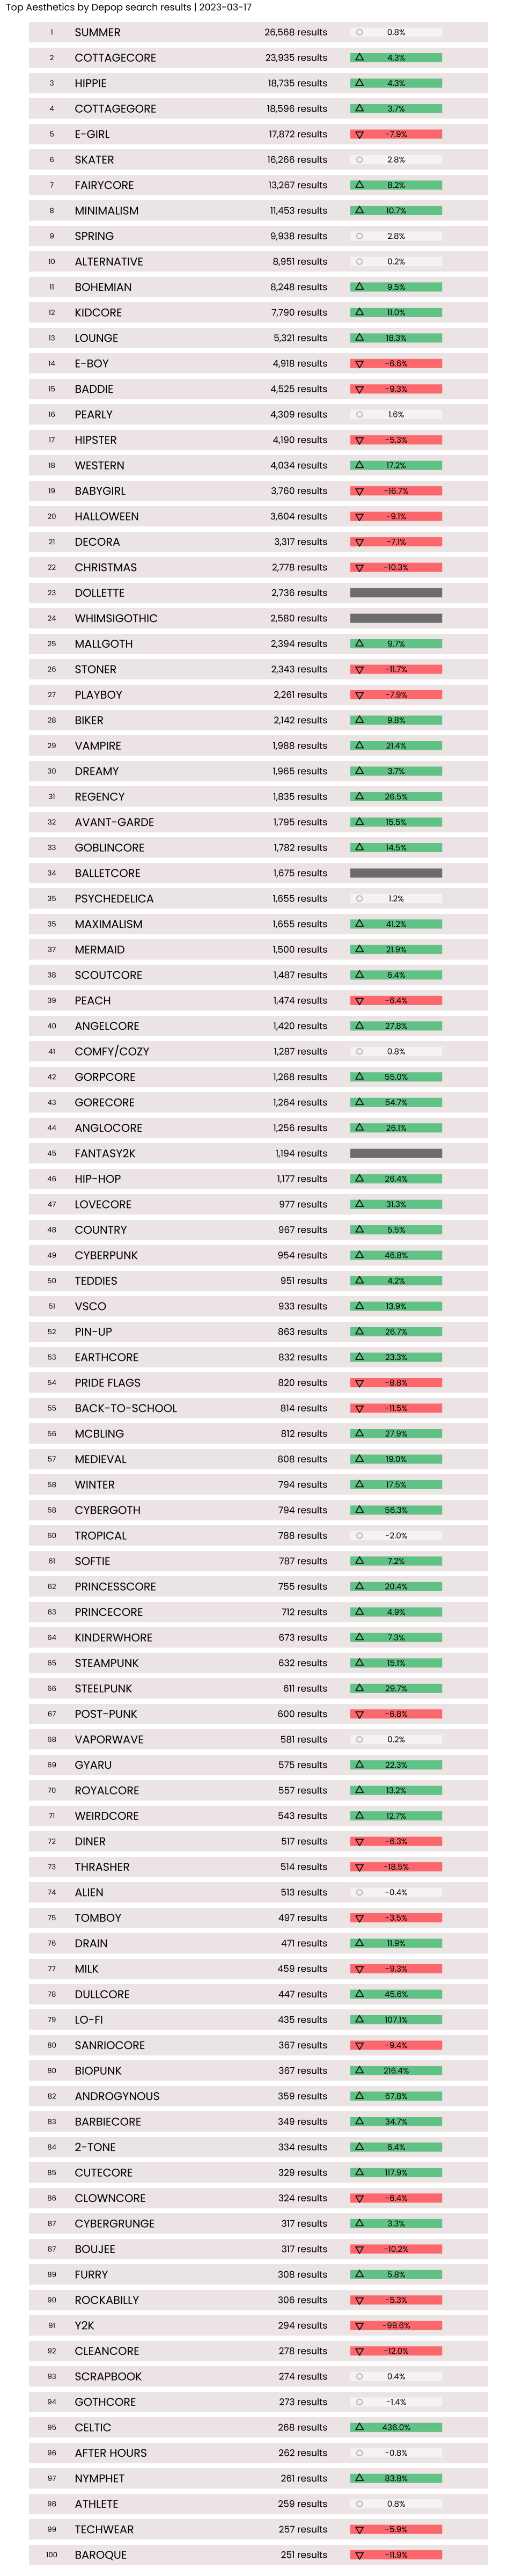 Top Aesthetics by Depop search results | 2023-03-17
1 SUMMER 26,568 results 0.8%
2 COTTAGECORE 23,935 results 4.3%
3 HIPPIE 18,735 results 4.3%
4 COTTAGEGORE 18,596 results 3.7%
5 E-GIRL 17,872 results -7.9%
6 SKATER 16,266 results 2.8%
7 FAIRYCORE 13,267 results 8.2%
8 MINIMALISM 11,453 results 10.7%
9 SPRING 9,938 results 2.8%
10 ALTERNATIVE 8,951 results 0.2%
11 BOHEMIAN 8,248 results 9.5%
12 KIDCORE 7,790 results 11.0%
13 LOUNGE 5,321 results 18.3%
14 E-BOY 4,918 results -6.6%
15 BADDIE 4,525 results -9.3%
16 PEARLY 4,309 results 1.6%
17 HIPSTER 4,190 results -5.3%
18 WESTERN 4,034 results 17.2%
19 BABYGIRL 3,760 results -16.7%
20 HALLOWEEN 3,604 results -9.1%
21 DECORA 3,317 results -7.1%
22 CHRISTMAS 2,778 results -10.3%
23 DOLLETTE 2,736 results
24 WHIMSIGOTHIC 2,580 results
25 MALLGOTH 2,394 results 9.7%
26 STONER 2,343 results -11.7%
27 PLAYBOY 2,261 results -7.9%
28 BIKER 2,142 results 9.8%
29 VAMPIRE 1,988 results 21.4%
30 DREAMY 1,965 results 3.7%
31 REGENCY 1,835 results 26.5%
32 AVANT-GARDE 1,795 results 15.5%
33 GOBLINCORE 1,782 results 14.5%
34 BALLETCORE 1,675 results
35 PSYCHEDELICA 1,655 results 1.2%
35 MAXIMALISM 1,655 results 41.2%
37 MERMAID 1,500 results 21.9%
38 SCOUTCORE 1,487 results 6.4%
39 PEACH 1,474 results -6.4%
40 ANGELCORE 1,420 results 27.8%
41 COMFY/COZY 1,287 results 0.8%
42 GORPCORE 1,268 results 55.0%
43 GORECORE 1,264 results 54.7%
44 ANGLOCORE 1,256 results 26.1%
45 FANTASY2K 1,194 results
46 HIP-HOP 1,177 results 26.4%
47 LOVECORE 977 results 31.3%
48 COUNTRY 967 results 5.5%
49 CYBERPUNK 954 results 46.8%
50 TEDDIES 951 results 4.2%
51 VSCO 933 results 13.9%
52 PIN-UP 863 results 26.7%
53 EARTHCORE 832 results 23.3%
54 PRIDE FLAGS 820 results -8.8%
55 BACK-TO-SCHOOL 814 results -11.5%
56 MCBLING 812 results 27.9%
57 MEDIEVAL 808 results 19.0%
58 WINTER 794 results 17.5%
58 CYBERGOTH 794 results 56.3%
60 TROPICAL 788 results -2.0%
61 SOFTIE 787 results 7.2%
62 PRINCESSCORE 755 results 20.4%
63 PRINCECORE 712 results 4.9%
64 KINDERWHORE 673 results 7.3%
65 STEAMPUNK 632 results 15.1%
66 STEELPUNK 611 results 29.7%
67 POST-PUNK 600 results -6.8%
68 VAPORWAVE 581 results 0.2%
69 GYARU 575 results 22.3%
70 ROYALCORE 557 results 13.2%
71 WEIRDCORE 543 results 12.7%
72 DINER 517 results -6.3%
73 THRASHER 514 results -18.5%
74 ALIEN 513 results -0.4%
75 TOMBOY 497 results -3.5%
76 DRAIN 471 results 11.9%
77 MILK 459 results -9.3%
78 DULLCORE 447 results 45.6%
79 LO-FI 435 results 107.1%
80 SANRIOCORE 367 results -9.4%
80 BIOPUNK 367 results 216.4%
82 ANDROGYNOUS 359 results 67.8%
83 BARBIECORE 349 results 34.7%
84 2-TONE 334 results 6.4%
85 CUTECORE 329 results 117.9%
86 CLOWNCORE 324 results -6.4%
87 CYBERGRUNGE 317 results 3.3%
87 BOUJEE 317 results -10.2%
89 FURRY 308 results 5.8%
90 ROCKABILLY 306 results -5.3%
91 Y2K 294 results -99.6%
92 CLEANCORE 278 results -12.0%
93 SCRAPBOOK 274 results 0.4%
94 GOTHCORE 273 results -1.4%
95 CELTIC 268 results 436.0%
96 AFTER HOURS 262 results -0.8%
97 NYMPHET 261 results 83.8%
98 ATHLETE 259 results 0.8%
99 TECHWEAR 257 results -5.9%
100 BAROQUE 251 results -11.9%